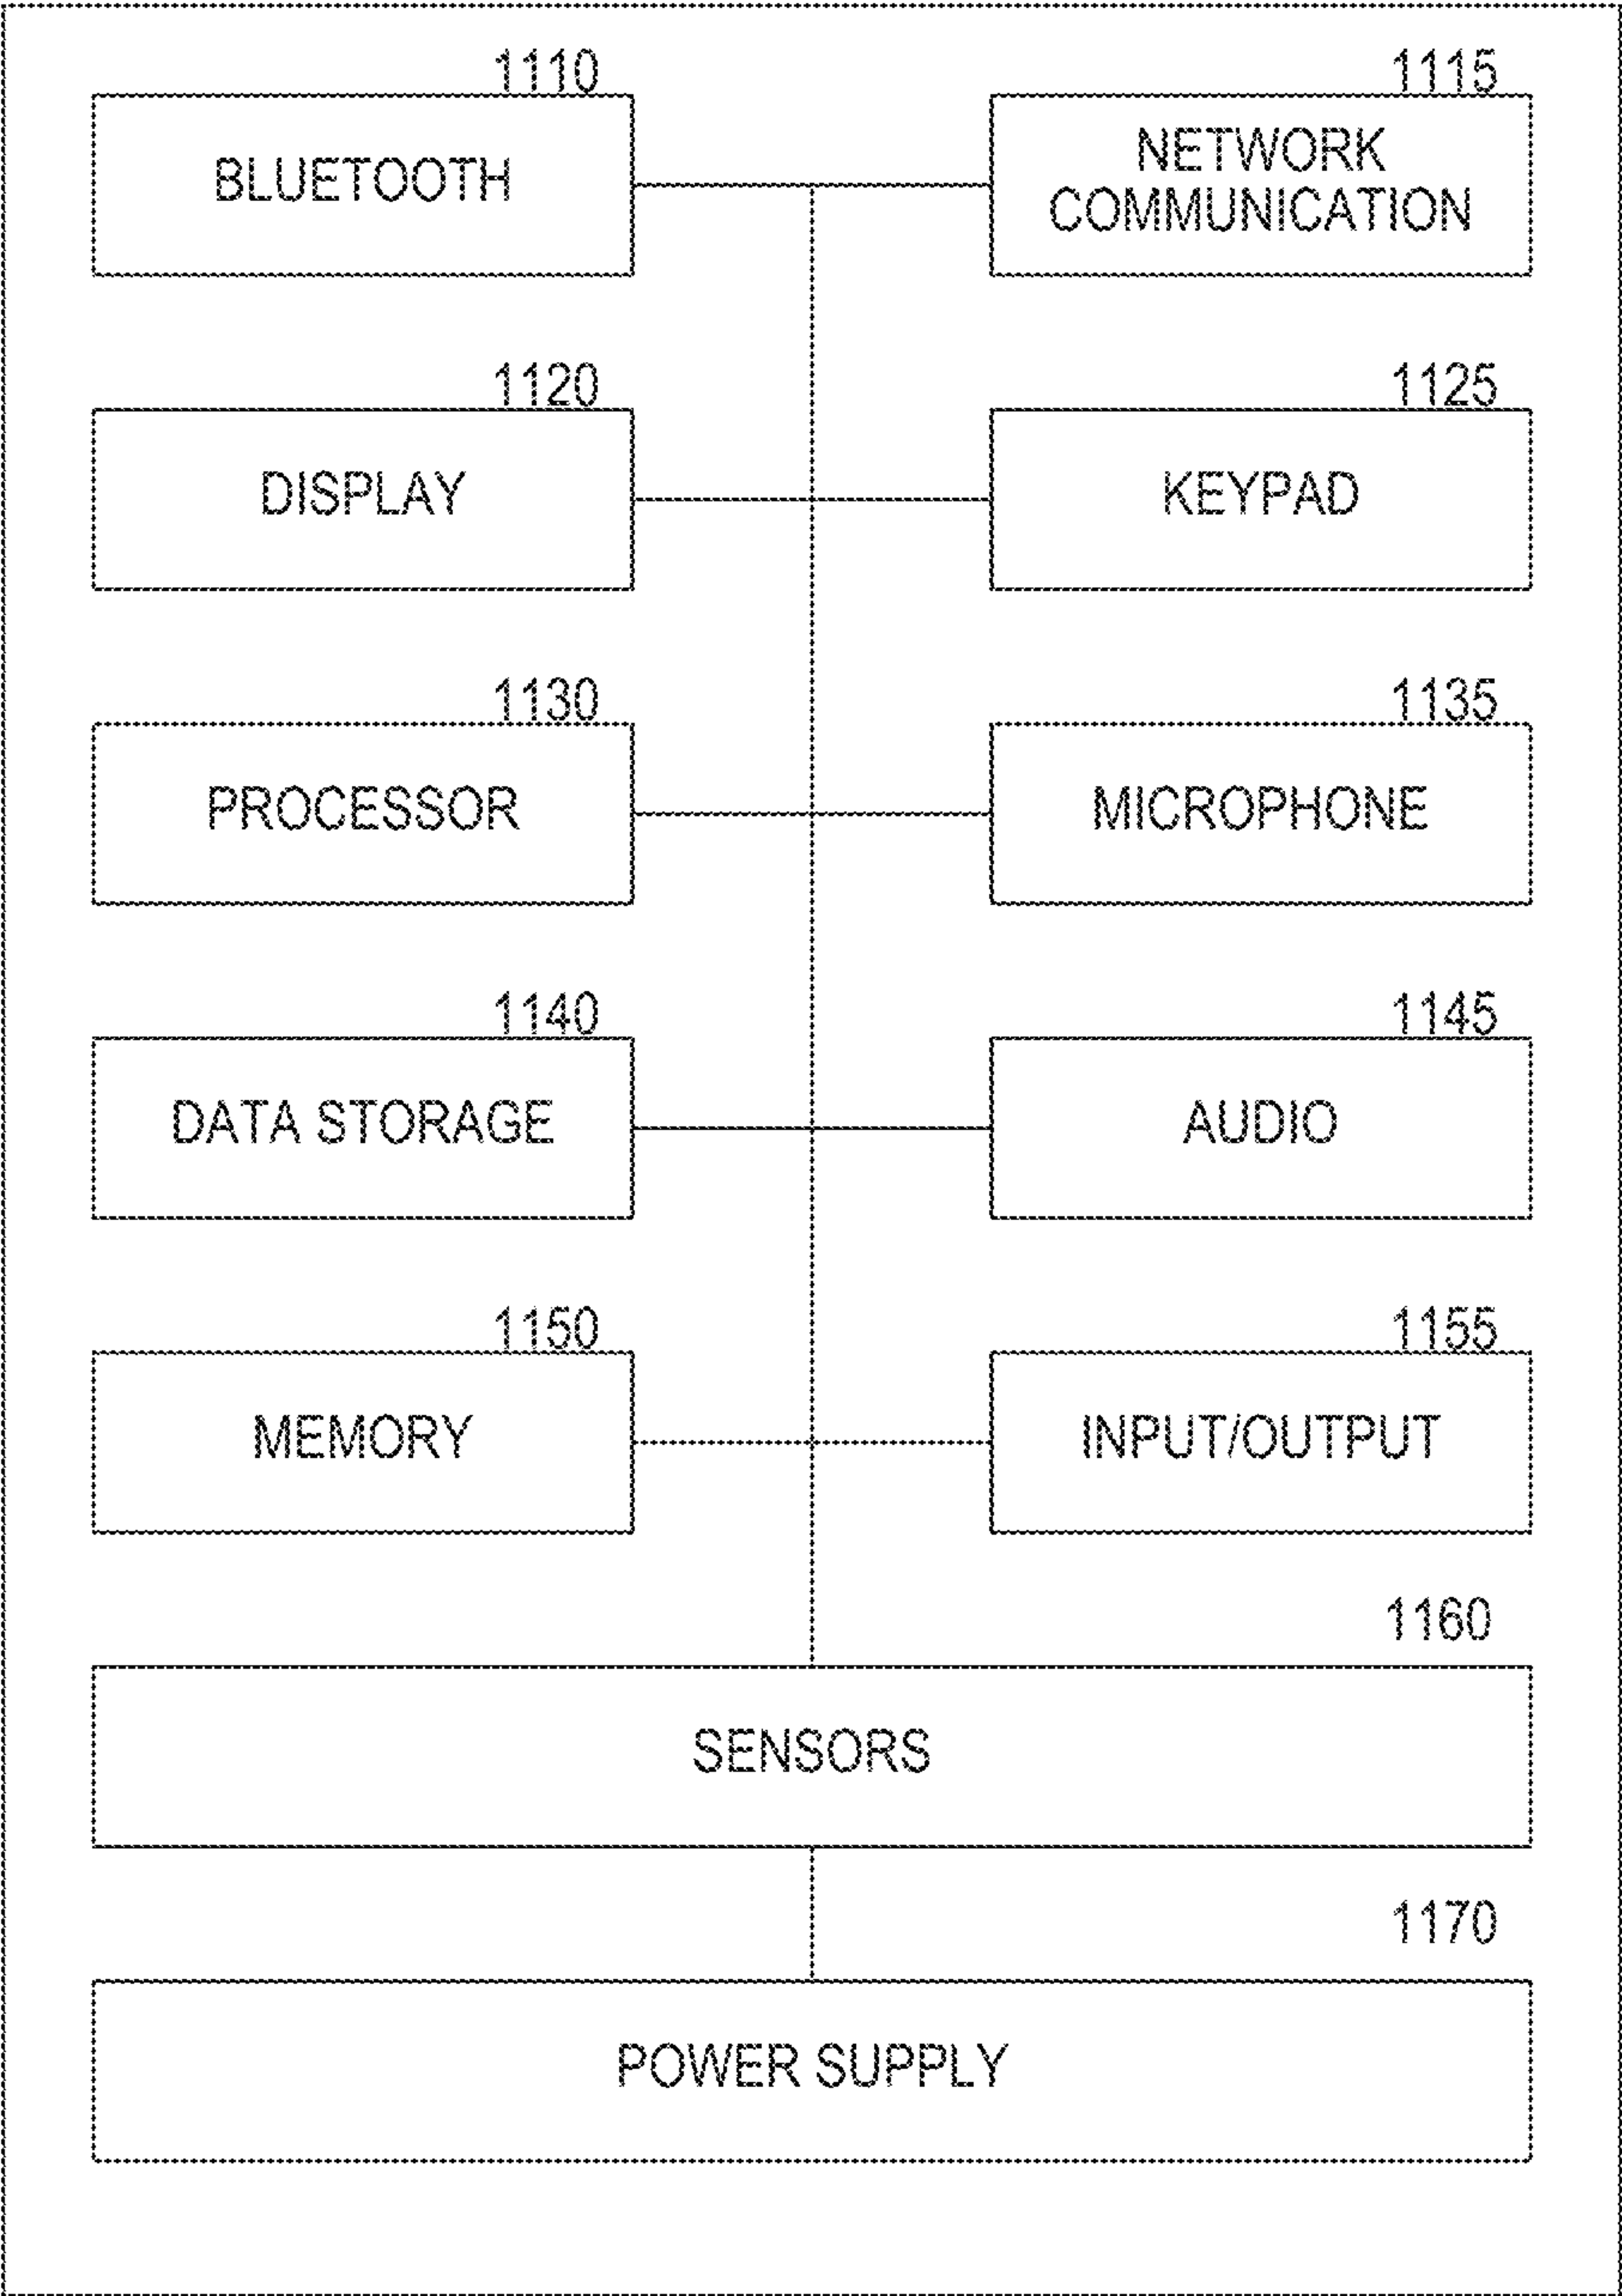 1110
BLUETOOTH
1115
NETWORK
COMMUNICATION
1120
DISPLAY
1125
KEYPAD
1130
PROCESSOR
1135
MICROPHONE
1140
DATA STORAGE
1145
AUDIO
1150
MEMORY
1155
INPUT/OUTPUT
1160
SENSORS
1170
POWER SUPPLY